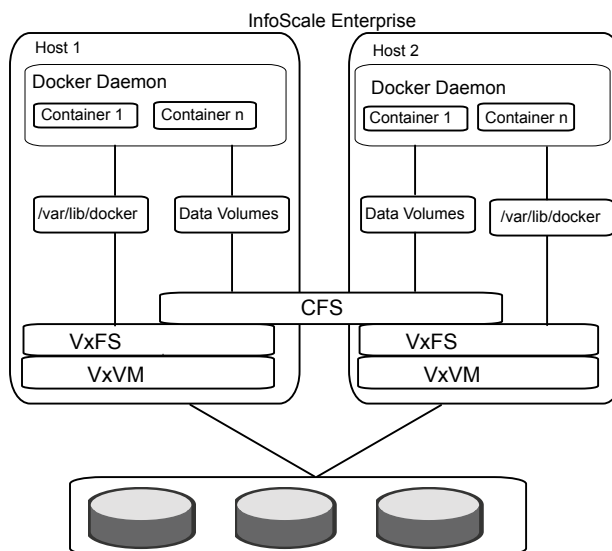 InfoScale Enterprise
Host 1
Docker Daemon
Container 1
Container n
/var/lib/docker
Data Volumes
Host 2
Docker Daemon
Container 1
Container n
Data Volumes
/var/lib/docker
CFS
VxFS
VxVM
VxFS
VxVM